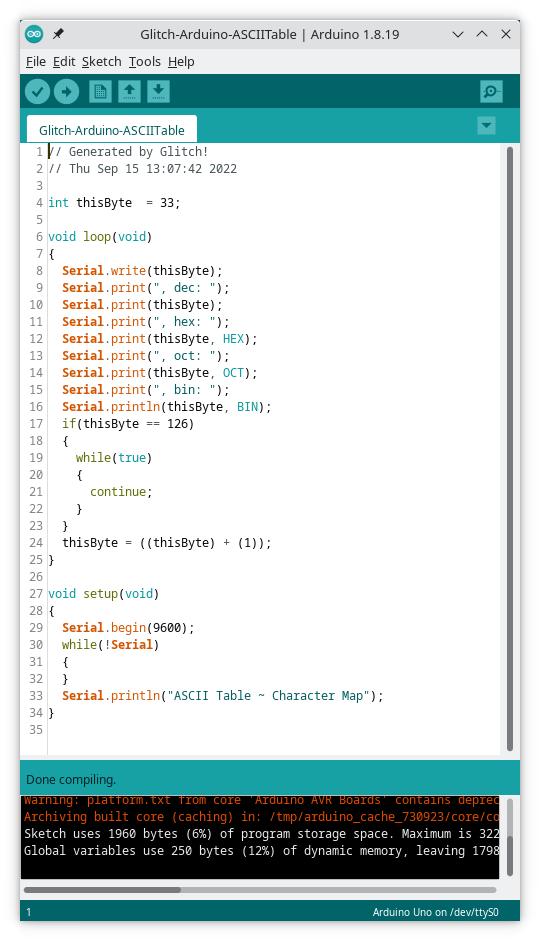 Glitch-Arduino-ASCIITable | Arduino 1.8.19
File Edit Sketch Tools Help
Glitch-Arduino-ASCIITable
1 // Generated by Glitch!
2 // Thu Sep 15 13:07:42 2022
3
4 int thisByte  = 33;
5
6 void loop(void)
7 {
8   Serial.write(thisByte);
9   Serial.print(", dec: ");
10   Serial.print(thisByte);
11   Serial.print(", hex: ");
12   Serial.print(thisByte, HEX);
13   Serial.print(", oct: ");
14   Serial.print(thisByte, OCT);
15   Serial.print(", bin: ");
16   Serial.println(thisByte, BIN);
17   if(thisByte == 126)
18   {
19     while(true)
20     {
21       continue;
22     }
23   }
24   thisByte = ((thisByte) + (1));
25 }
26
27 void setup(void)
28 {
29   Serial.begin(9600);
30   while(!Serial)
31   {
32   }
33   Serial.println("ASCII Table ~ Character Map");
34 }
35
Done compiling.
Warning: platform.txt from core 'Arduino AVR Boards' contains deprec
Archiving built core (caching) in: /tmp/arduino_cache_730923/core/co
Sketch uses 1960 bytes (6%) of program storage space. Maximum is 322
Global variables use 250 bytes (12%) of dynamic memory, leaving 1798
1 Arduino Uno on /dev/ttyS0